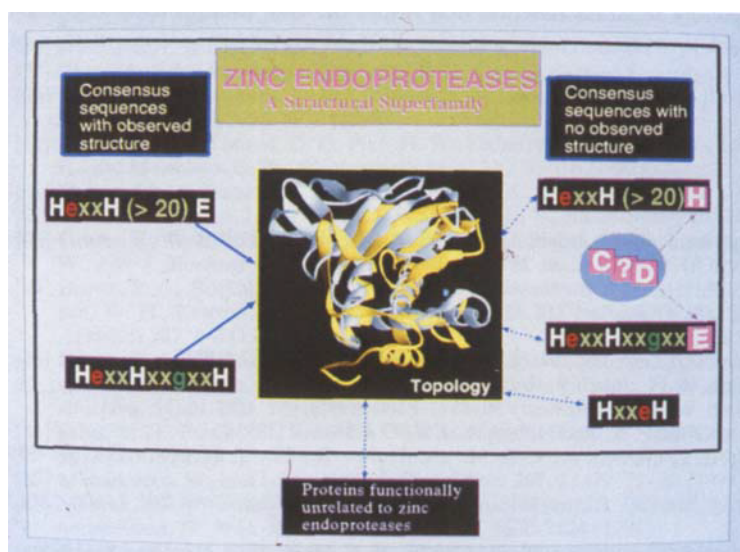 ZINC ENDOPROTEASES
A Structural Superfamily
Consensus
sequences
with observed
structure
Consensus
sequences with
no observed
structure
HexxH (> 20) E
HexxH (> 20) H
C ? D
HexxHxxgxxE
HexxHxxgxxH
HxxeH
Topology
Proteins functionally
unrelated to zinc
endoproteases